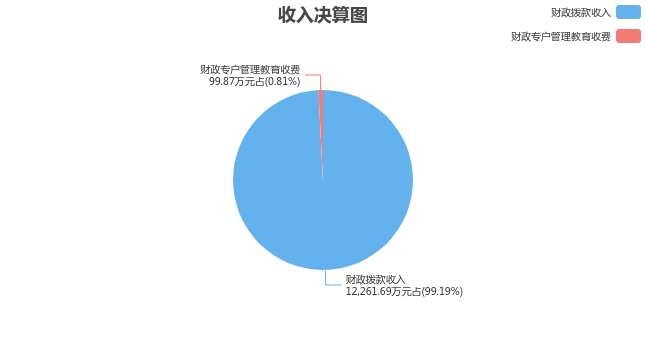 收入决算图
财政拨款收入
财政专户管理教育收费
财政专户管理教育收费
99.87万元占(0.81%)
财政拨款收入
12,261.69万元占(99.19%)